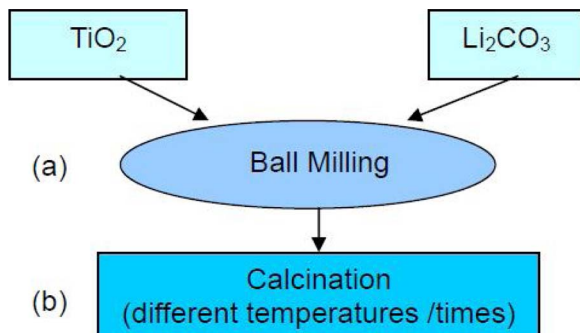 TiO₂
Li₂CO₃
(a)
Ball Milling
(b)
Calcination
(different temperatures /times)